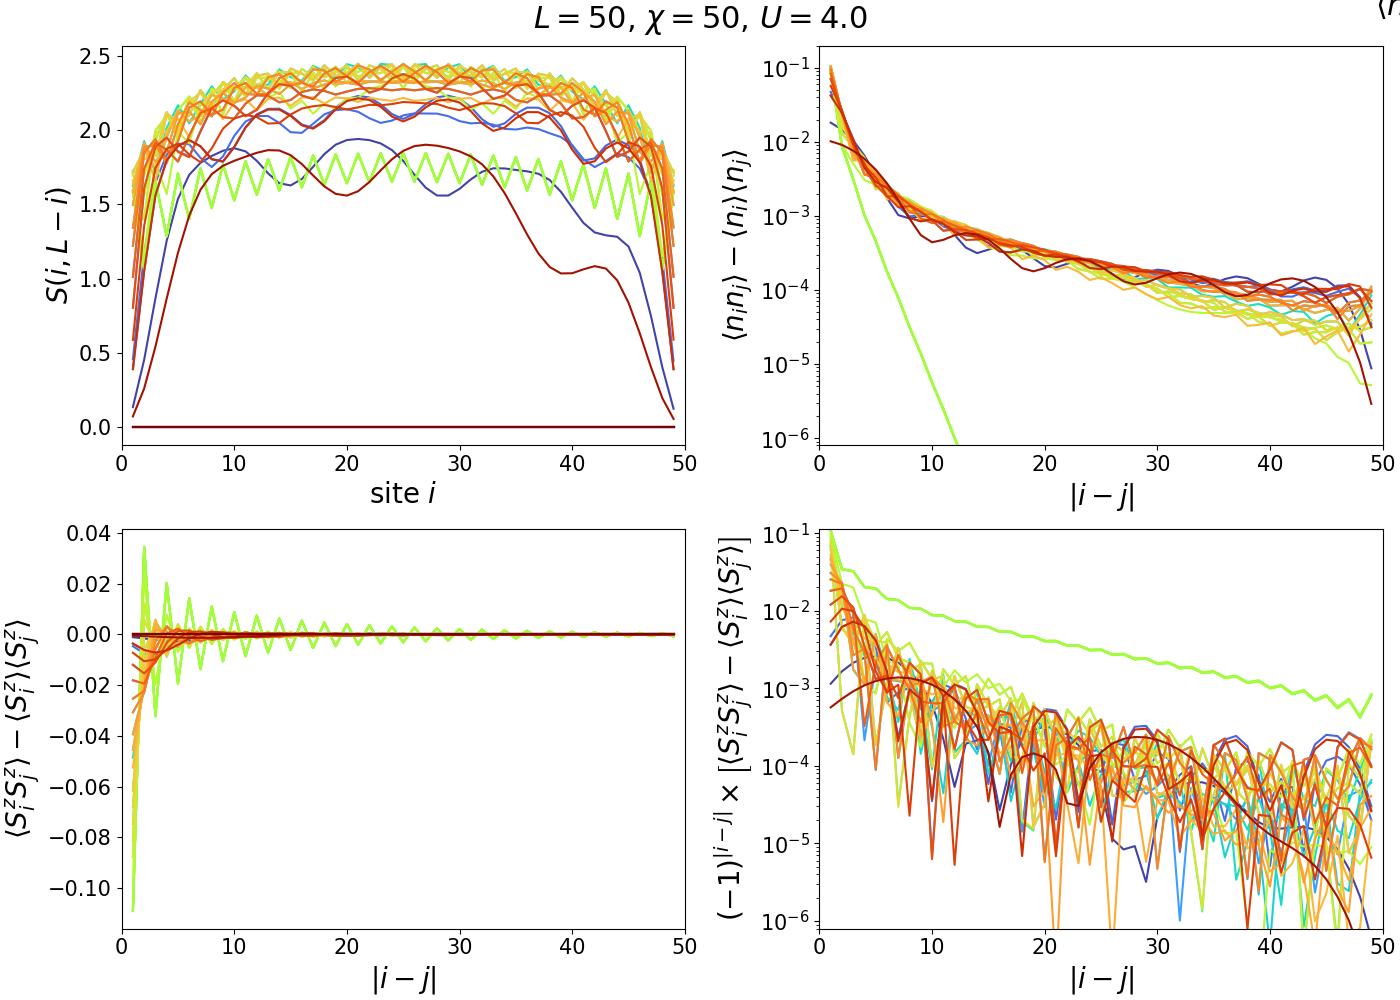 L = 50, χ = 50, U = 4.0
⟨n
S(i, L − i)
2.5
2.0
1.5
1.0
0.5
0.0
0 10 20 30 40 50
site i
⟨n_i n_j⟩ − ⟨n_i⟩⟨n_j⟩
10^{-1}
10^{-2}
10^{-3}
10^{-4}
10^{-5}
10^{-6}
0 10 20 30 40 50
|i − j|
⟨S_i^z S_j^z⟩ − ⟨S_i^z⟩⟨S_j^z⟩
0.04
0.02
0.00
−0.02
−0.04
−0.06
−0.08
−0.10
0 10 20 30 40 50
|i − j|
(−1)^{|i−j|} × [⟨S_i^z S_j^z⟩ − ⟨S_i^z⟩⟨S_j^z⟩]
10^{-1}
10^{-2}
10^{-3}
10^{-4}
10^{-5}
10^{-6}
0 10 20 30 40 50
|i − j|